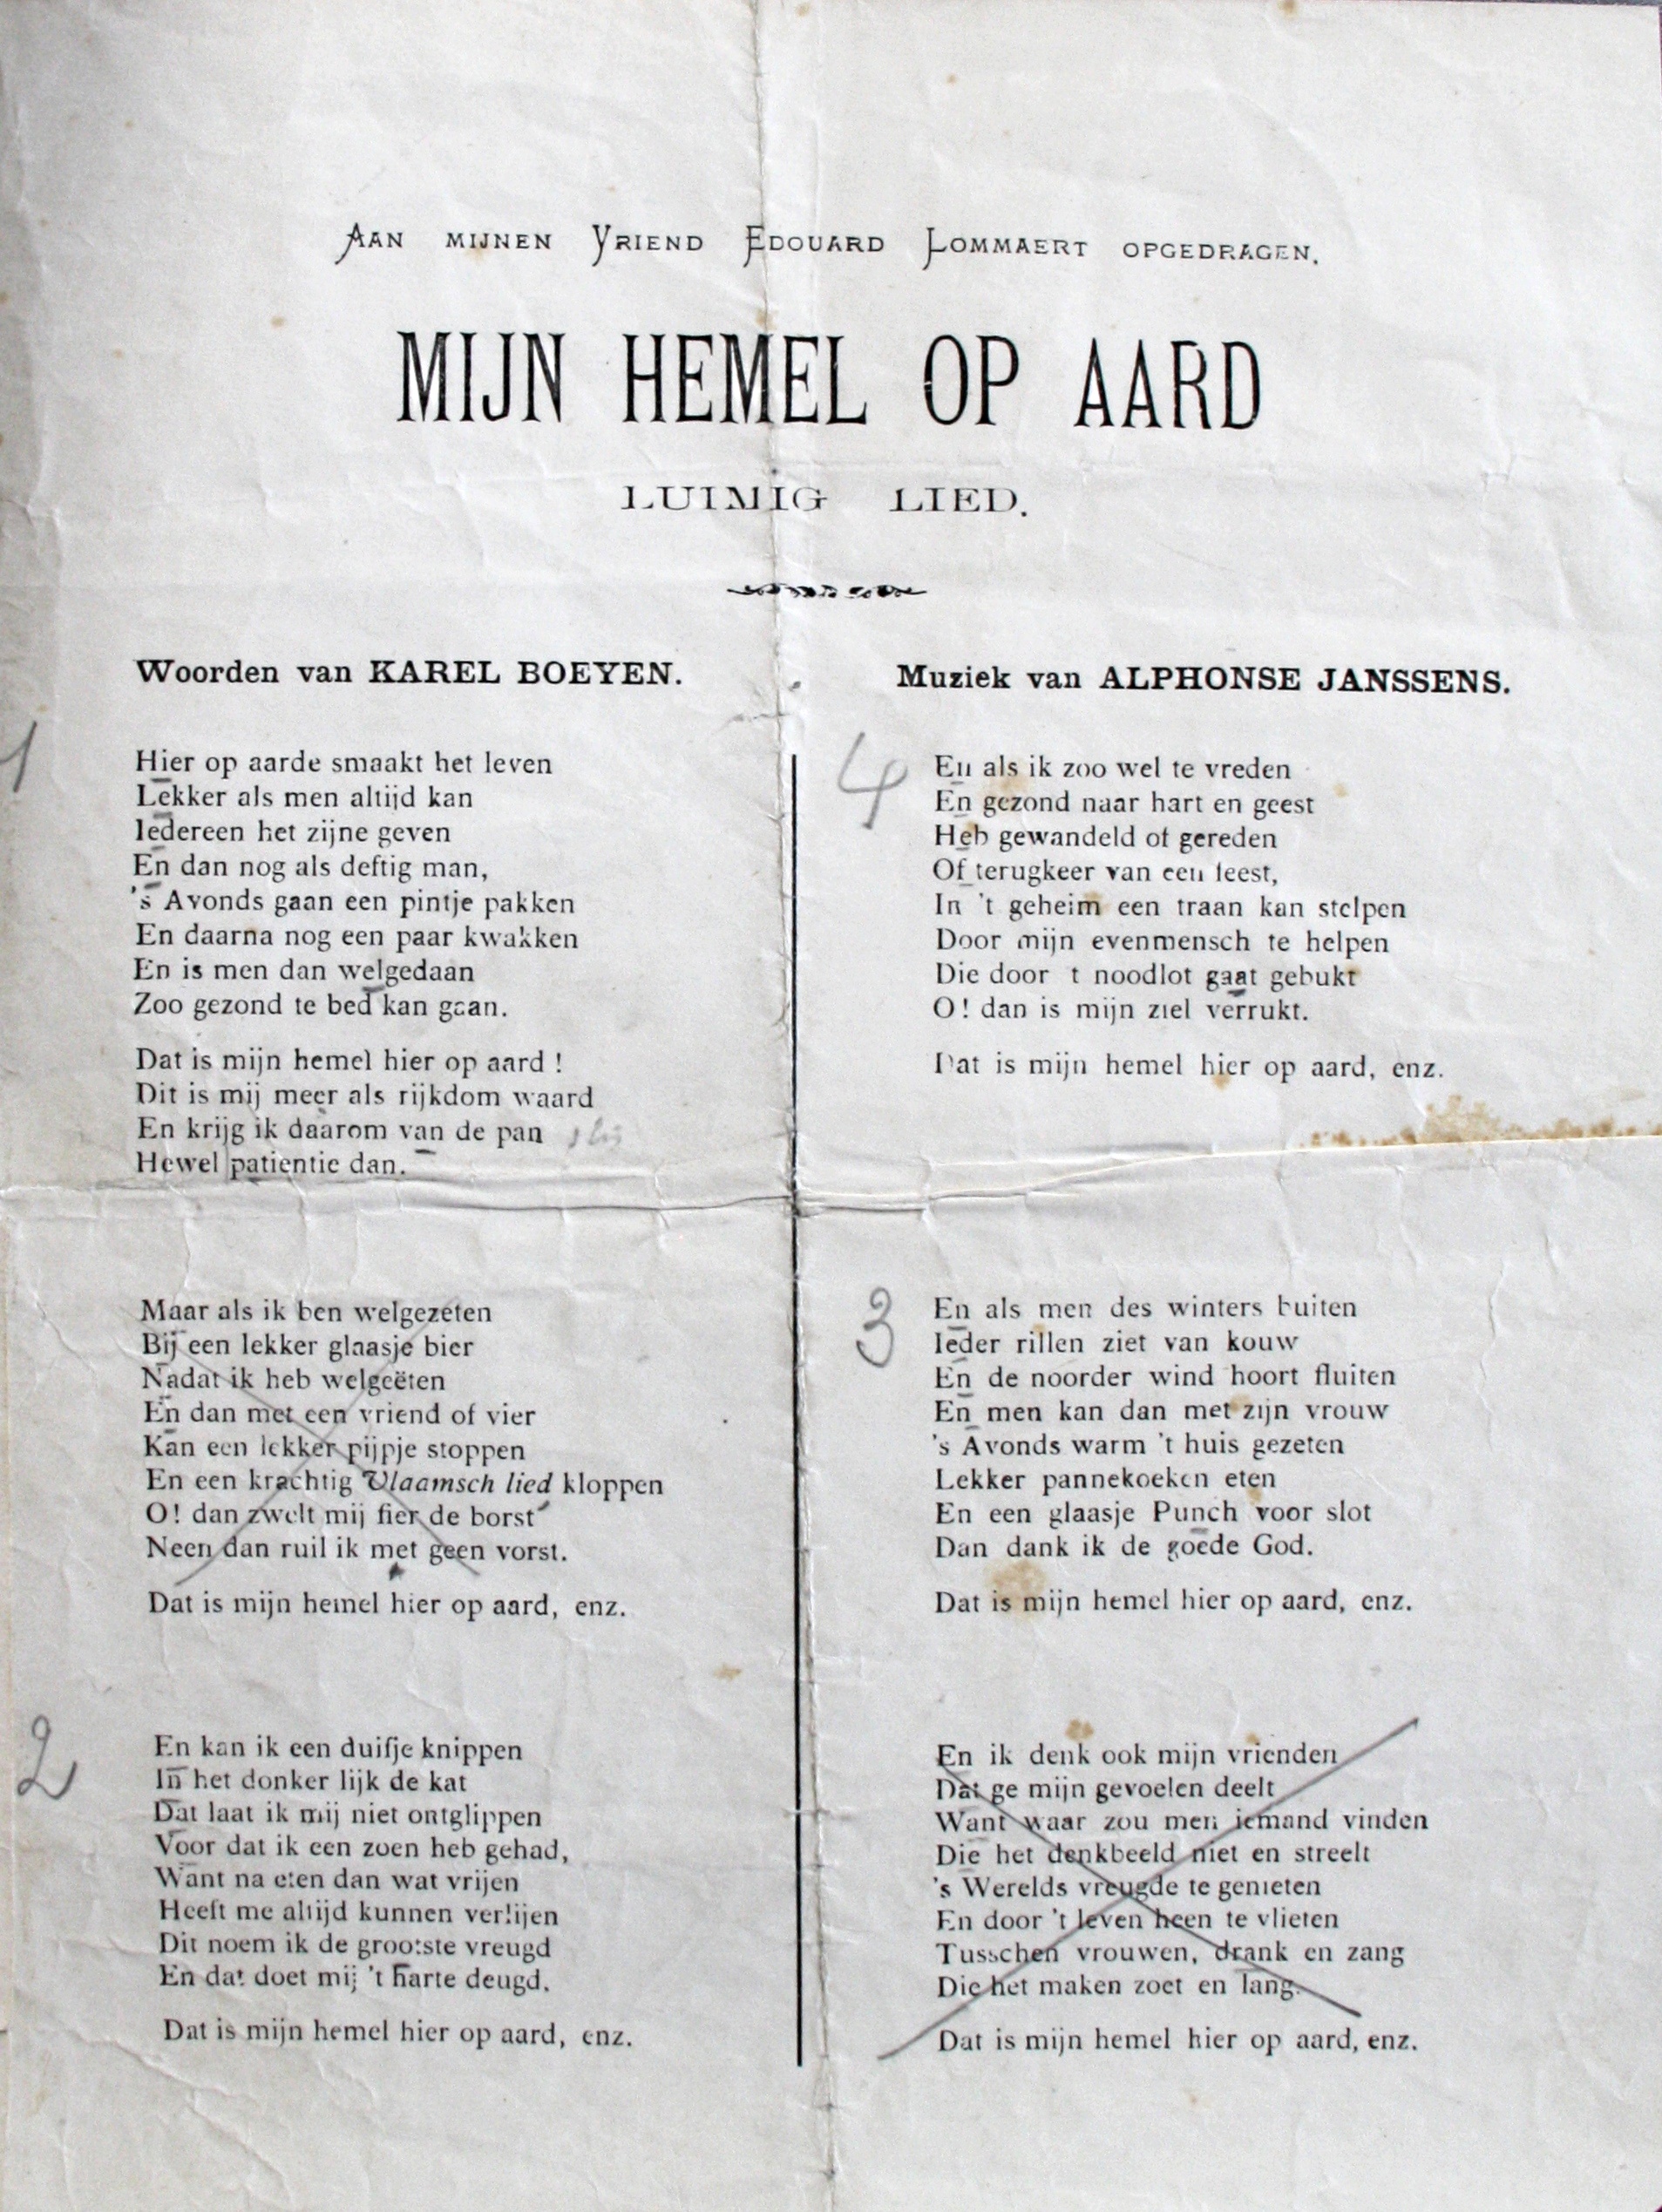 Aan mijnen Vriend Edouard Lommaert opgedragen.
MIJN HEMEL OP AARD
LUIMIG LIED.
Woorden van KAREL BOEYEN.
1
Hier op aarde smaakt het leven
Lekker als men altijd kan
Iedereen het zijne geven
En dan nog als deftig man,
's Avonds gaan een pintje pakken
En daarna nog een paar kwakken
En is men dan welgedaan
Zoo gezond te bed kan gaan.
Dat is mijn hemel hier op aard !
Dit is mij meer als rijkdom waard
En krijg ik daarom van de pan
Hewel patientie dan.
Maar als ik ben welgezeten
Bij een lekker glaasje bier
Nadat ik heb welgeëten
En dan met een vriend of vier
Kan een lekker pijpje stoppen
En een krachtig Vlaamsch lied kloppen
O! dan zwelt mij fier de borst
Neen dan ruil ik met geen vorst.
Dat is mijn hemel hier op aard, enz.
2
En kan ik een duifje knippen
In het donker lijk de kat
Dat laat ik mij niet ontglippen
Voor dat ik een zoen heb gehad,
Want na eten dan wat vrijen
Heeft me altijd kunnen verlijen
Dit noem ik de grootste vreugd
En dat doet mij 't harte deugd.
Dat is mijn hemel hier op aard, enz.
Muziek van ALPHONSE JANSSENS.
4
En als ik zoo wel te vreden
En gezond naar hart en geest
Heb gewandeld of gereden
Of terugkeer van een feest,
In 't geheim een traan kan stelpen
Door mijn evenmensch te helpen
Die door t noodlot gaat gebukt
O! dan is mijn ziel verrukt.
Dat is mijn hemel hier op aard, enz.
3
En als men des winters buiten
Ieder rillen ziet van kouw
En de noorder wind hoort fluiten
En men kan dan met zijn vrouw
's Avonds warm 't huis gezeten
Lekker pannekoeken eten
En een glaasje Punch voor slot
Dan dank ik de goede God.
Dat is mijn hemel hier op aard, enz.
En ik denk ook mijn vrienden
Dat ge mijn gevoelen deelt
Want waar zou men iemand vinden
Die het denkbeeld niet en streelt
's Werelds vreugde te genieten
En door 't leven heen te vlieten
Tusschen vrouwen, drank en zang
Die het maken zoet en lang.
Dat is mijn hemel hier op aard, enz.